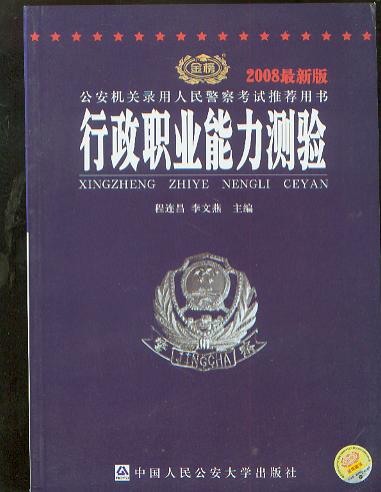 金榜
2008最新版
公安机关录用人民警察考试推荐用书
行政职业能力测验
XINGZHENG ZHIYE NENGLI CEYAN
程连昌 李文燕 主编
警察
JINGCHA
中国人民公安大学出版社